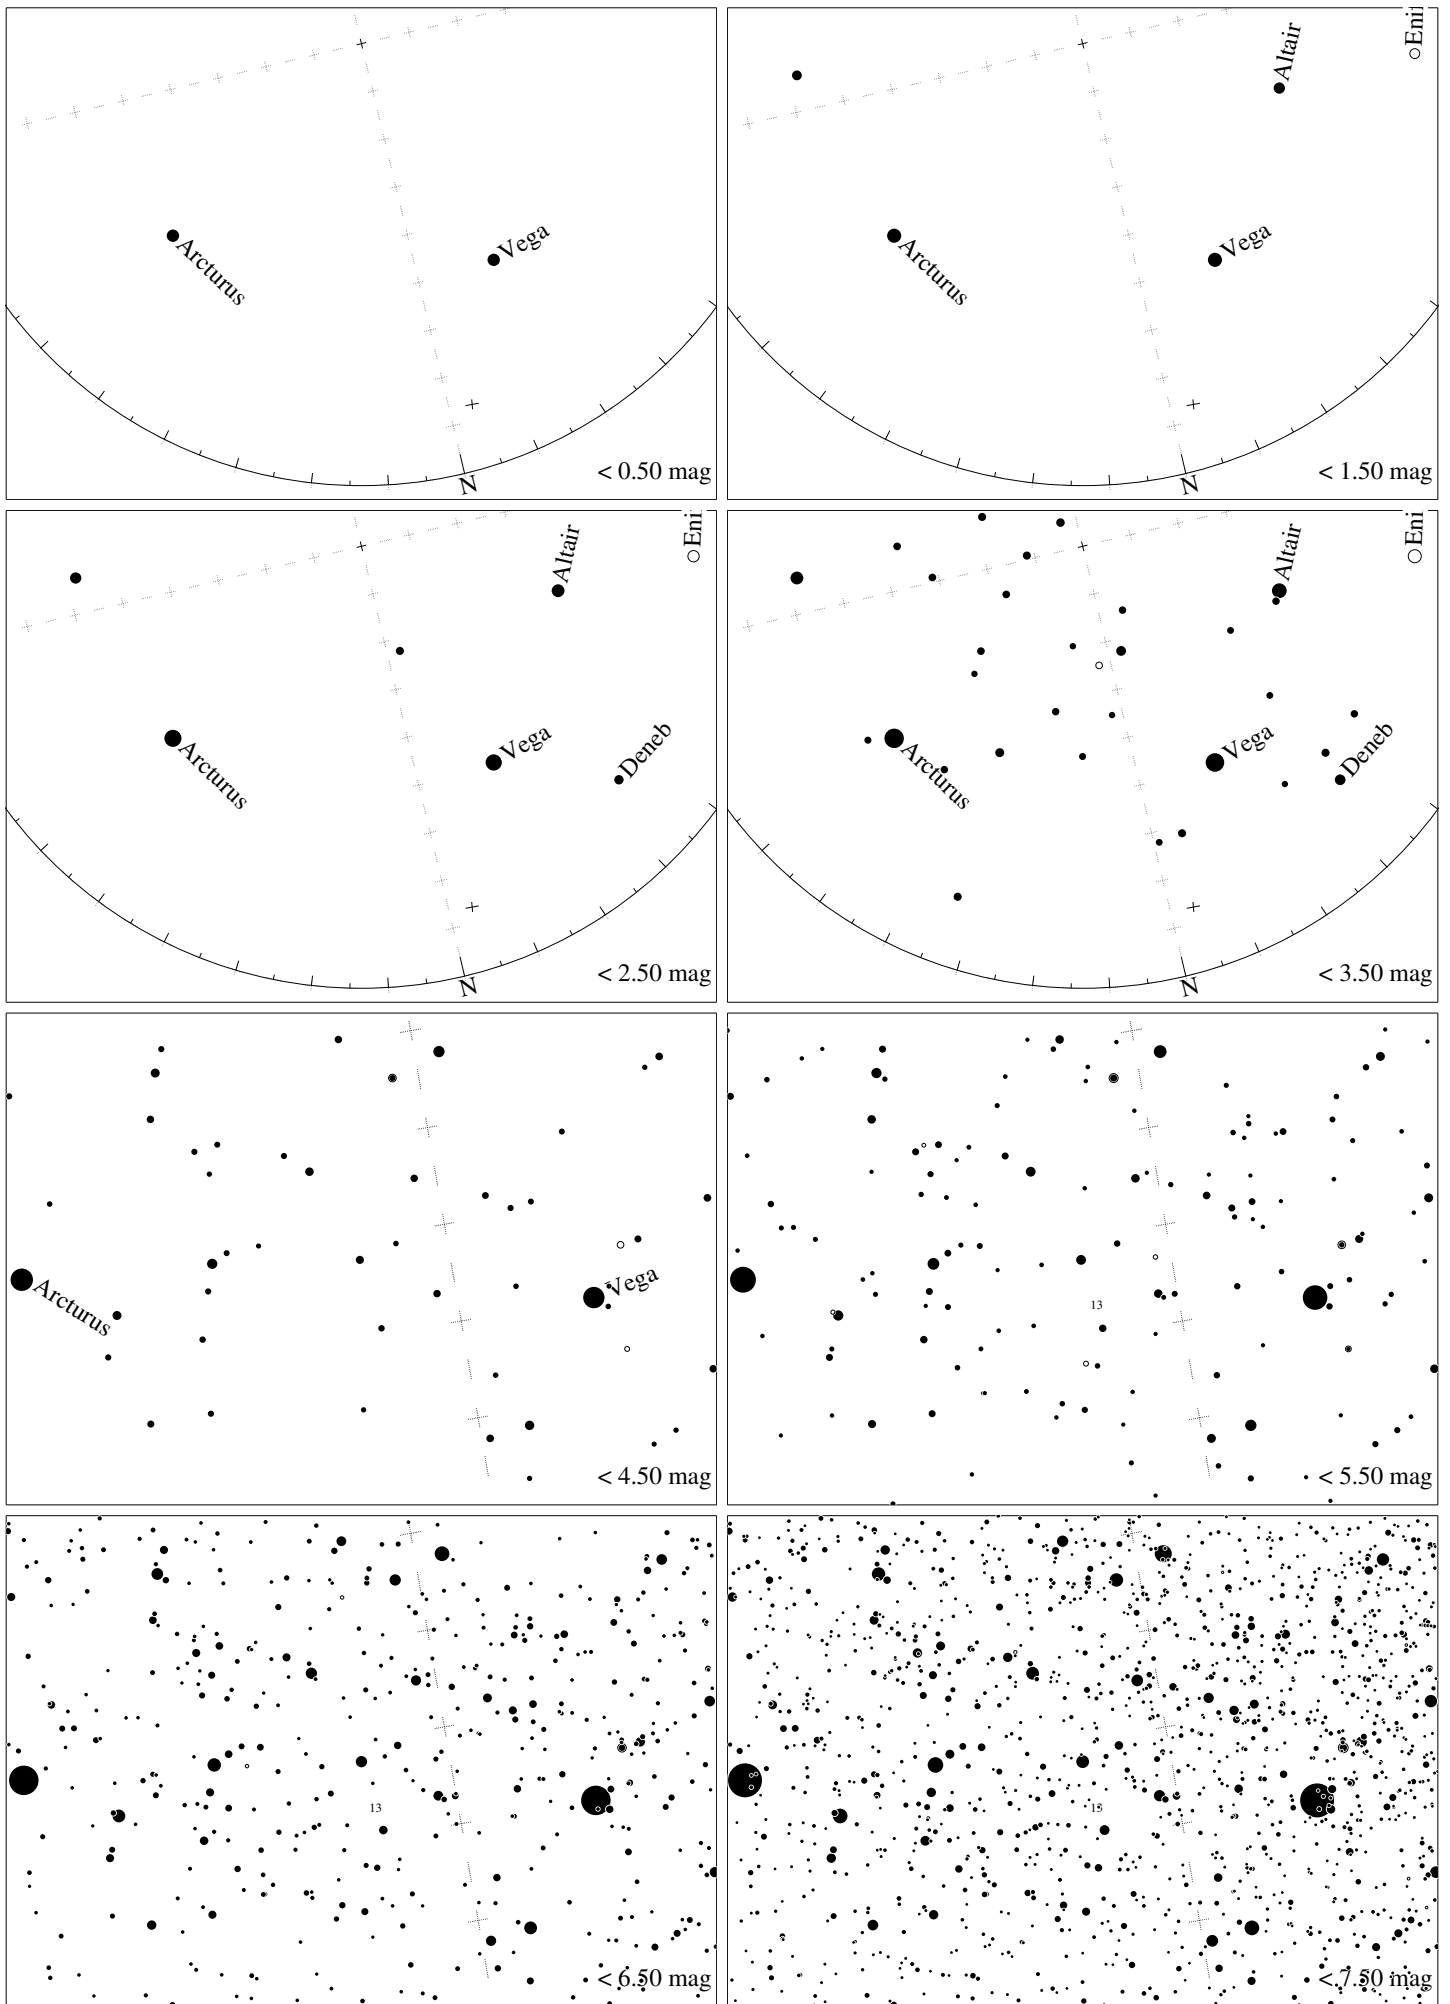 Arcturus
Vega
N
< 0.50 mag
Altair
Eni
Arcturus
Vega
N
< 1.50 mag
Altair
Eni
Arcturus
Vega
Deneb
N
< 2.50 mag
Altair
Eni
Arcturus
Vega
Deneb
N
< 3.50 mag
Arcturus
Vega
< 4.50 mag
13
< 5.50 mag
13
< 6.50 mag
13
< 7.50 mag